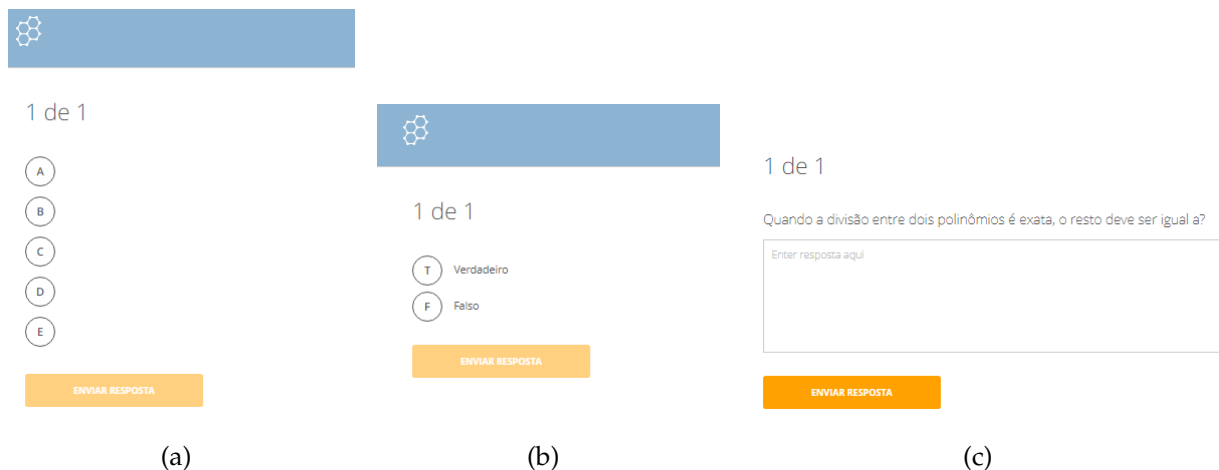 1 de 1
A
B
C
D
E
ENVIAR RESPOSTA
(a)
1 de 1
T Verdadeiro
F Falso
ENVIAR RESPOSTA
(b)
1 de 1
Quando a divisão entre dois polinômios é exata, o resto deve ser igual a?
Enter resposta aqui
ENVIAR RESPOSTA
(c)